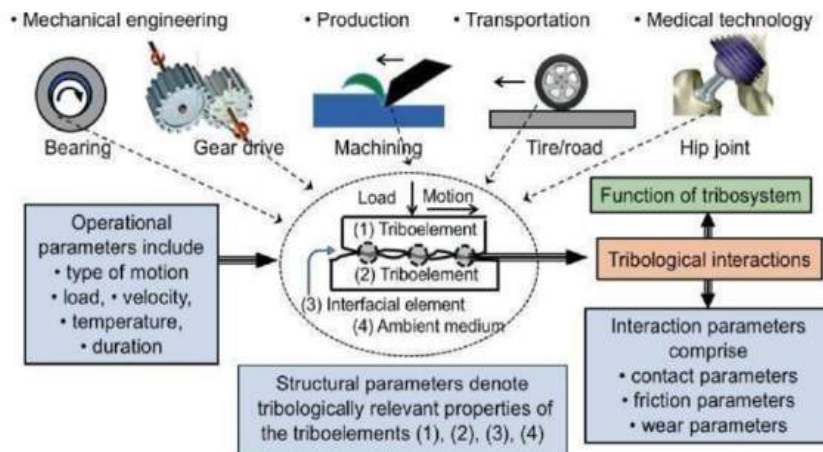 • Mechanical engineering
• Production
• Transportation
• Medical technology
Bearing
Gear drive
Machining
Tire/road
Hip joint
Operational
parameters include
• type of motion
• load, • velocity,
• temperature,
• duration
Load
Motion
(1) Triboelement
(2) Triboelement
(3) Interfacial element
(4) Ambient medium
Structural parameters denote
tribologically relevant properties of
the triboelements (1), (2), (3), (4)
Function of tribosystem
Tribological interactions
Interaction parameters
comprise
• contact parameters
• friction parameters
• wear parameters